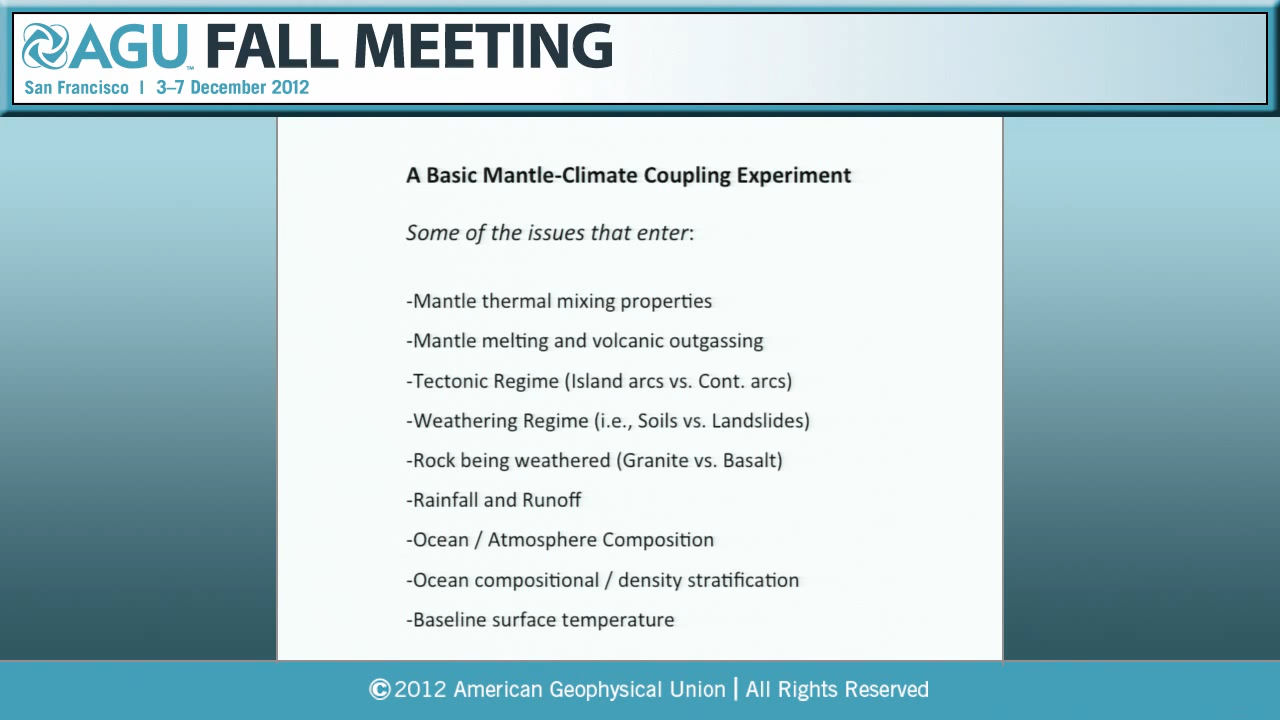 AGU™ FALL MEETING
San Francisco | 3–7 December 2012
A Basic Mantle-Climate Coupling Experiment
Some of the issues that enter:
-Mantle thermal mixing properties
-Mantle melting and volcanic outgassing
-Tectonic Regime (Island arcs vs. Cont. arcs)
-Weathering Regime (i.e., Soils vs. Landslides)
-Rock being weathered (Granite vs. Basalt)
-Rainfall and Runoff
-Ocean / Atmosphere Composition
-Ocean compositional / density stratification
-Baseline surface temperature
©2012 American Geophysical Union | All Rights Reserved